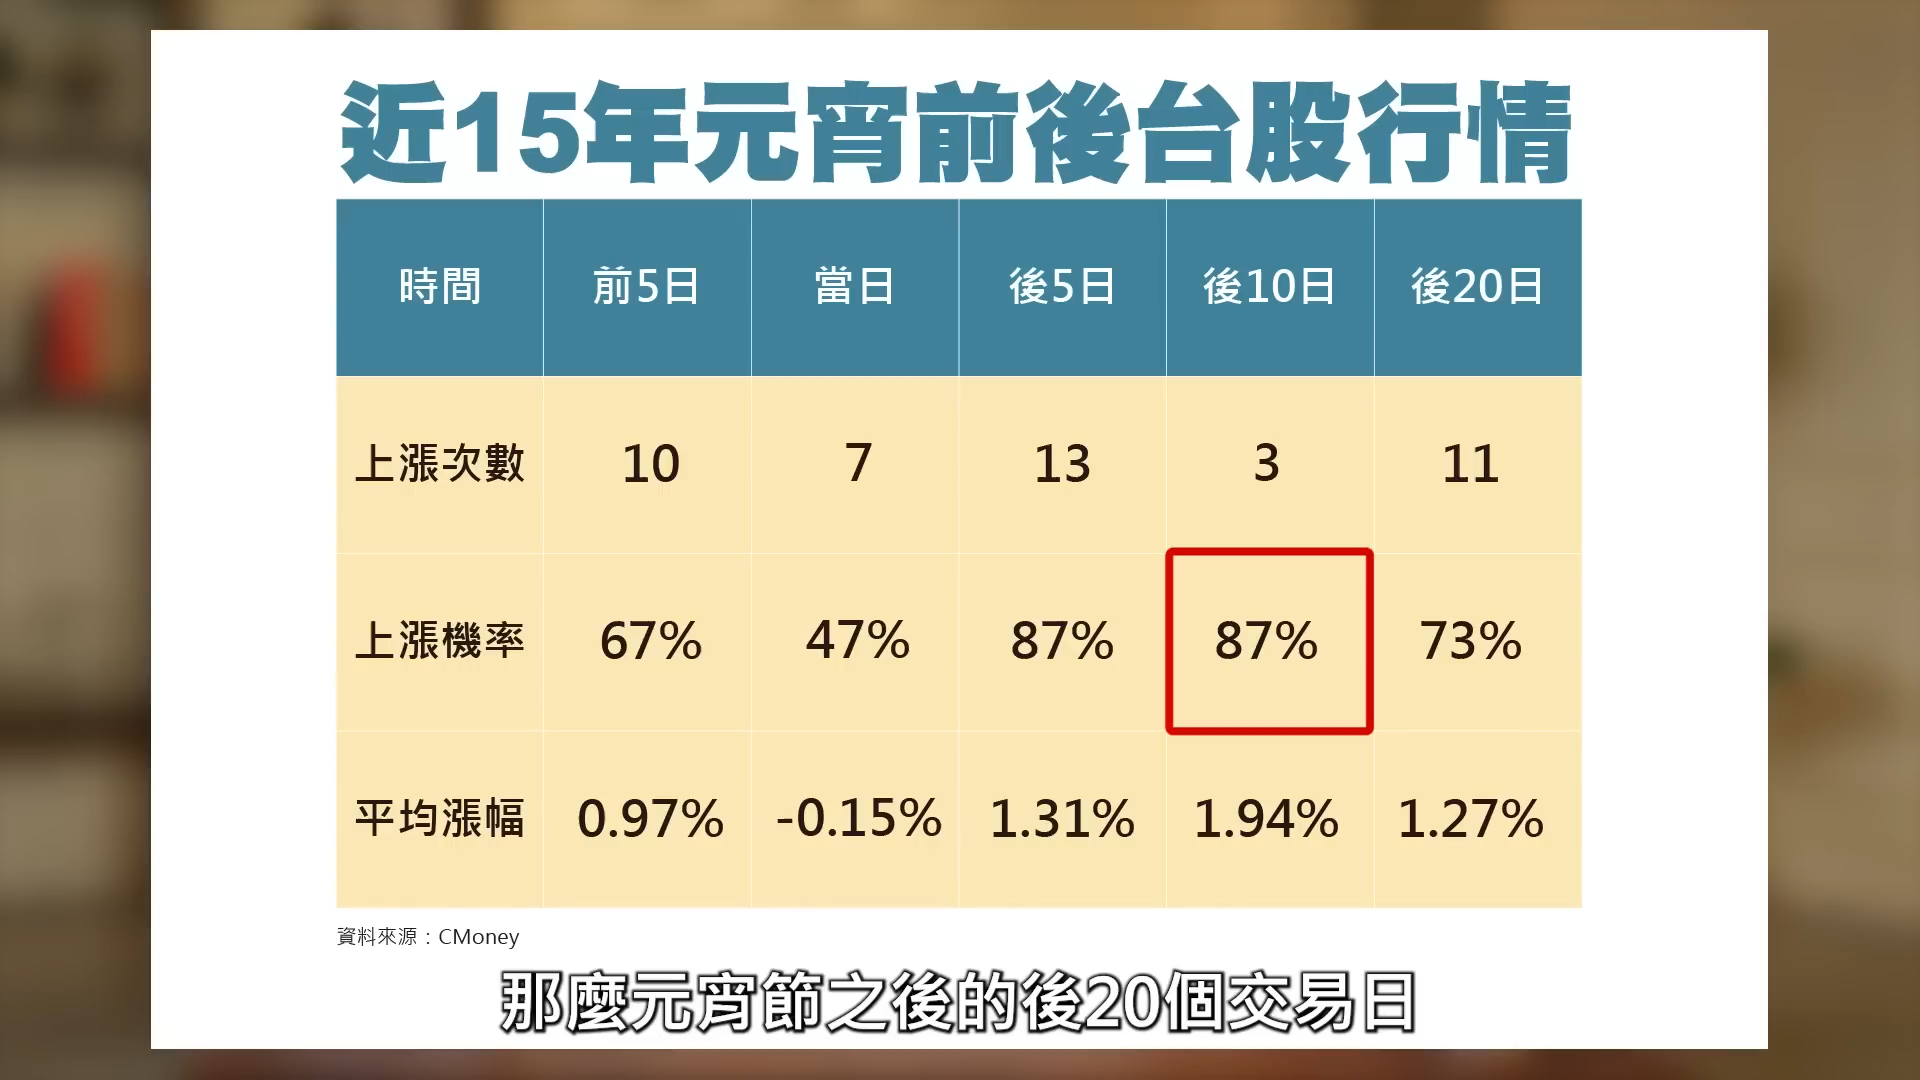 近15年元宵前後台股行情
時間 前5日 當日 後5日 後10日 後20日
上漲次數 10 7 13 3 11
上漲機率 67% 47% 87% 87% 73%
平均漲幅 0.97% -0.15% 1.31% 1.94% 1.27%
資料來源：CMoney
那麼元宵節之後的後20個交易日